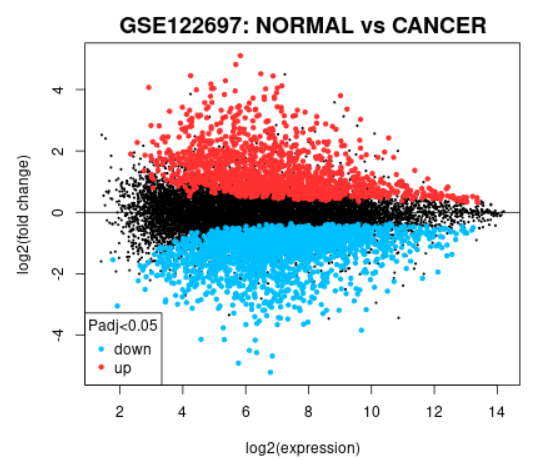 GSE122697: NORMAL vs CANCER
log2(fold change)
4
2
0
-2
-4
Padj<0.05
down
up
2 4 6 8 10 12 14
log2(expression)